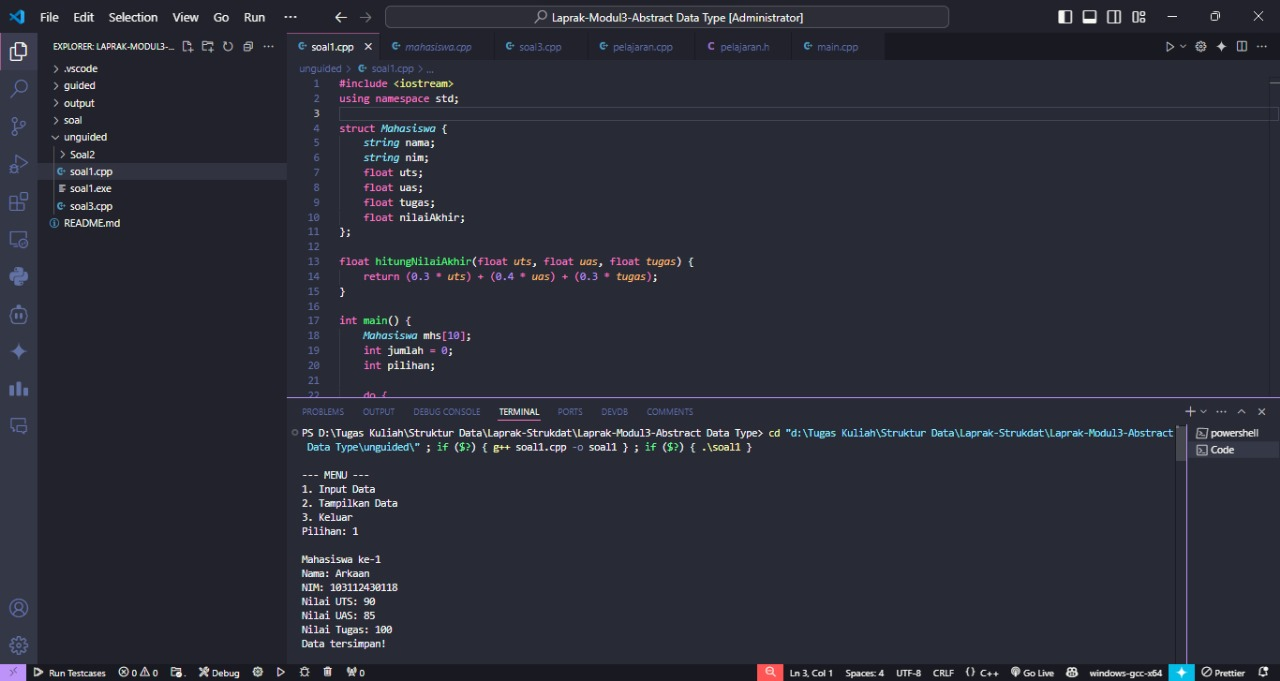 File Edit Selection View Go Run ··· Laprak-Modul3-Abstract Data Type [Administrator]
EXPLORER: LAPRAK-MODUL3-...
.vscode
guided
output
soal
unguided
Soal2
soal1.cpp
soal1.exe
soal3.cpp
README.md
soal1.cpp mahasiswa.cpp soal3.cpp pelajaran.cpp pelajaran.h main.cpp
unguided > soal1.cpp > ...
1 #include <iostream>
2 using namespace std;
3
4 struct Mahasiswa {
5 string nama;
6 string nim;
7 float uts;
8 float uas;
9 float tugas;
10 float nilaiAkhir;
11 };
12
13 float hitungNilaiAkhir(float uts, float uas, float tugas) {
14 return (0.3 * uts) + (0.4 * uas) + (0.3 * tugas);
15 }
16
17 int main() {
18 Mahasiswa mhs[10];
19 int jumlah = 0;
20 int pilihan;
21
22 do {
PROBLEMS OUTPUT DEBUG CONSOLE TERMINAL PORTS DEVDB COMMENTS
PS D:\Tugas Kuliah\Struktur Data\Laprak-Strukdat\Laprak-Modul3-Abstract Data Type> cd "d:\Tugas Kuliah\Struktur Data\Laprak-Strukdat\Laprak-Modul3-Abstract
Data Type\unguided\" ; if ($?) { g++ soal1.cpp -o soal1 } ; if ($?) { .\soal1 }
--- MENU ---
1. Input Data
2. Tampilkan Data
3. Keluar
Pilihan: 1
Mahasiswa ke-1
Nama: Arkaan
NIM: 103112430118
Nilai UTS: 90
Nilai UAS: 85
Nilai Tugas: 100
Data tersimpan!
powershell
Code
Run Testcases 0 0 Debug 0 Ln 3, Col 1 Spaces: 4 UTF-8 CRLF {} C++ Go Live windows-gcc-x64 Prettier